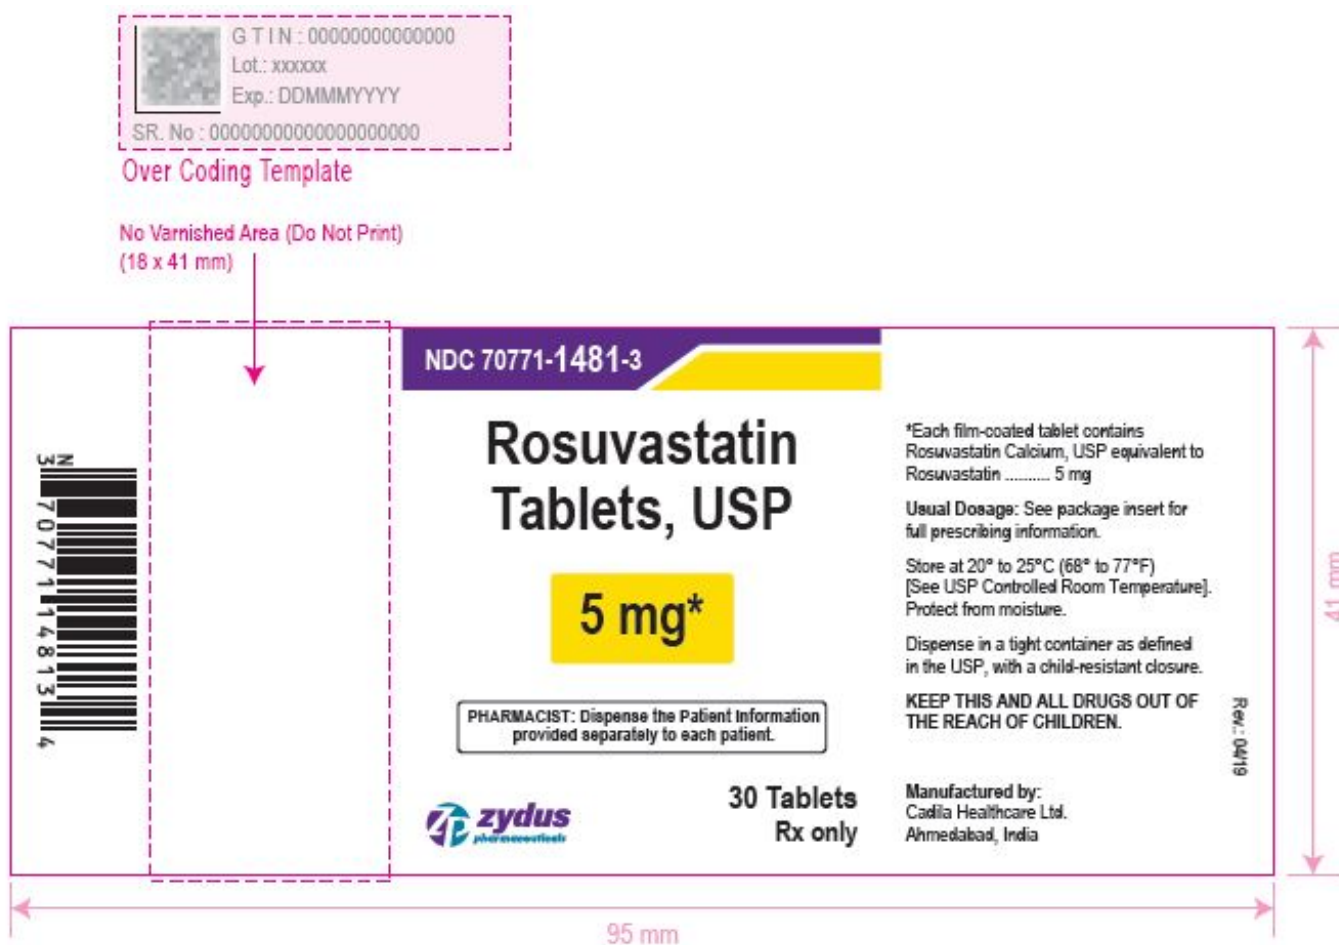 G T I N : 00000000000000
Lot.: xxxxxx
Exp.: DDMMMYYYY
SR. No : 00000000000000000000
Over Coding Template
No Varnished Area (Do Not Print)
(18 x 41 mm)
N
3
70771 14813
4
NDC 70771-1481-3
Rosuvastatin
Tablets, USP
5 mg*
PHARMACIST: Dispense the Patient Information
provided separately to each patient.
zydus
pharmaceuticals
30 Tablets
Rx only
*Each film-coated tablet contains
Rosuvastatin Calcium, USP equivalent to
Rosuvastatin .......... 5 mg
Usual Dosage: See package insert for
full prescribing information.
Store at 20° to 25°C (68° to 77°F)
[See USP Controlled Room Temperature].
Protect from moisture.
Dispense in a tight container as defined
in the USP, with a child-resistant closure.
KEEP THIS AND ALL DRUGS OUT OF
THE REACH OF CHILDREN.
Manufactured by:
Cadila Healthcare Ltd.
Ahmedabad, India
Rev.: 04/19
41 mm
95 mm